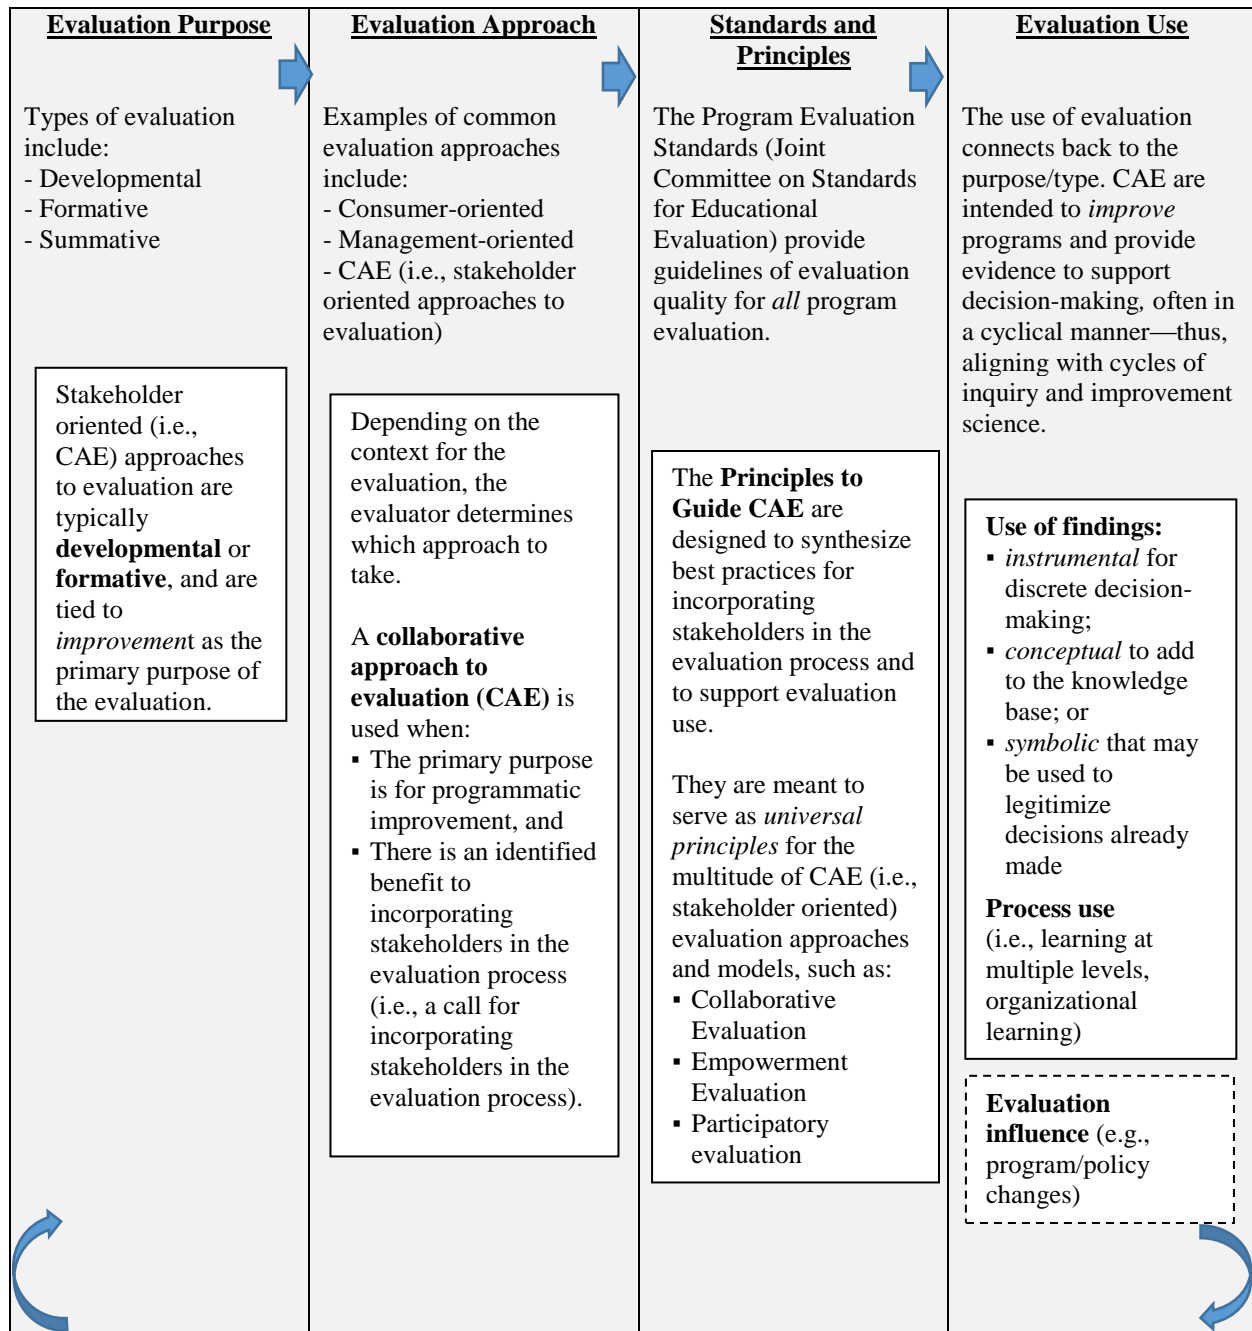 Evaluation Purpose
Types of evaluation
include:
- Developmental
- Formative
- Summative
Stakeholder
oriented (i.e.,
CAE) approaches
to evaluation are
typically
developmental or
formative, and are
tied to
improvement as the
primary purpose of
the evaluation.
Evaluation Approach
Examples of common
evaluation approaches
include:
- Consumer-oriented
- Management-oriented
- CAE (i.e., stakeholder
oriented approaches to
evaluation)
Depending on the
context for the
evaluation, the
evaluator determines
which approach to
take.
A collaborative
approach to
evaluation (CAE) is
used when:
▪ The primary purpose
is for programmatic
improvement, and
▪ There is an identified
benefit to
incorporating
stakeholders in the
evaluation process
(i.e., a call for
incorporating
stakeholders in the
evaluation process).
Standards and
Principles
The Program Evaluation
Standards (Joint
Committee on Standards
for Educational
Evaluation) provide
guidelines of evaluation
quality for all program
evaluation.
The Principles to
Guide CAE are
designed to synthesize
best practices for
incorporating
stakeholders in the
evaluation process and
to support evaluation
use.
They are meant to
serve as universal
principles for the
multitude of CAE (i.e.,
stakeholder oriented)
evaluation approaches
and models, such as:
▪ Collaborative
Evaluation
▪ Empowerment
Evaluation
▪ Participatory
evaluation
Evaluation Use
The use of evaluation
connects back to the
purpose/type. CAE are
intended to improve
programs and provide
evidence to support
decision-making, often in
a cyclical manner—thus,
aligning with cycles of
inquiry and improvement
science.
Use of findings:
▪ instrumental for
discrete decision-
making;
▪ conceptual to add
to the knowledge
base; or
▪ symbolic that may
be used to
legitimize
decisions already
made
Process use
(i.e., learning at
multiple levels,
organizational
learning)
Evaluation
influence (e.g.,
program/policy
changes)